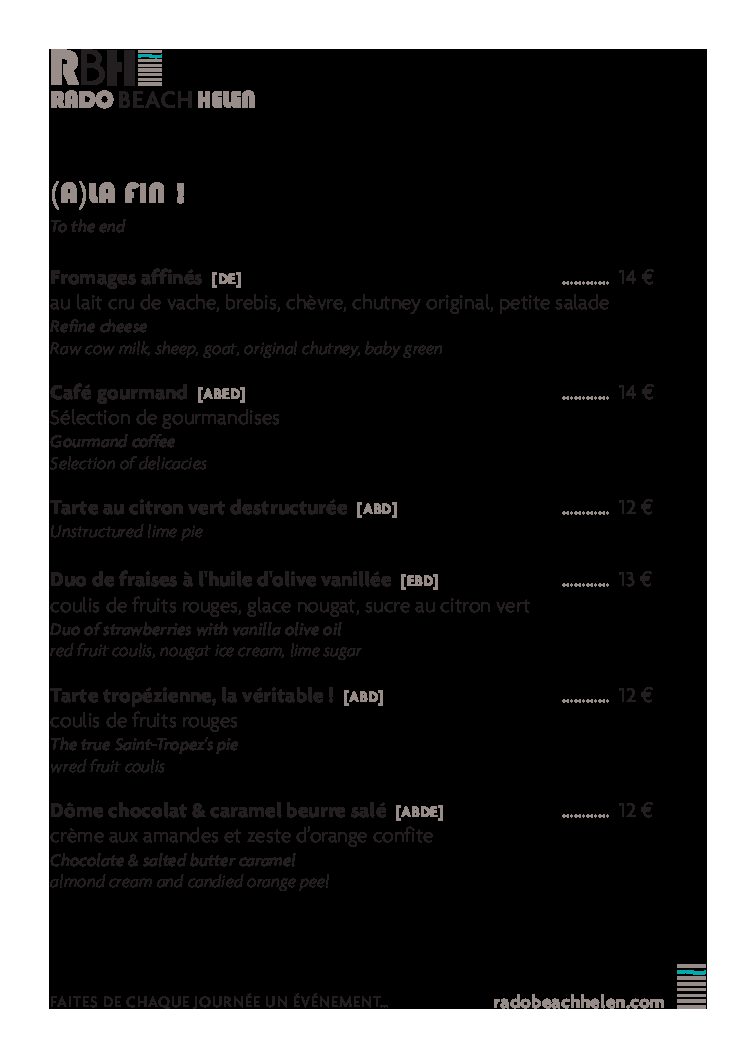 RBH
RADO BEACH HELEN
(A)LA FIN !
To the end
Fromages affinés [DE] ............ 14 €
au lait cru de vache, brebis, chèvre, chutney original, petite salade
Refine cheese
Raw cow milk, sheep, goat, original chutney, baby green
Café gourmand [ABED] ............ 14 €
Sélection de gourmandises
Gourmand coffee
Selection of delicacies
Tarte au citron vert destructurée [ABD] ............ 12 €
Unstructured lime pie
Duo de fraises à l'huile d'olive vanillée [EBD] ............ 13 €
coulis de fruits rouges, glace nougat, sucre au citron vert
Duo of strawberries with vanilla olive oil
red fruit coulis, nougat ice cream, lime sugar
Tarte tropézienne, la véritable ! [ABD] ............ 12 €
coulis de fruits rouges
The true Saint-Tropez's pie
wred fruit coulis
Dôme chocolat & caramel beurre salé [ABDE] ............ 12 €
crème aux amandes et zeste d'orange confite
Chocolate & salted butter caramel
almond cream and candied orange peel
FAITES DE CHAQUE JOURNÉE UN ÉVÉNEMENT... radobeachhelen.com